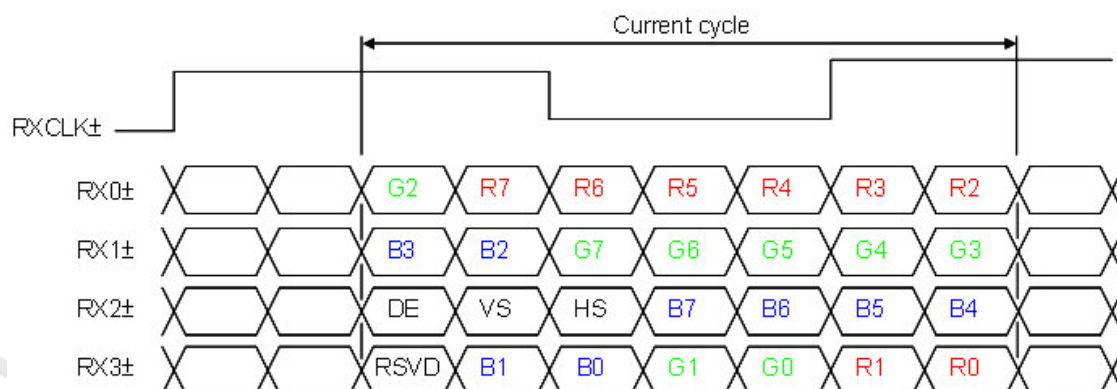 Current cycle
RXCLK±
RX0± G2 R7 R6 R5 R4 R3 R2
RX1± B3 B2 G7 G6 G5 G4 G3
RX2± DE VS HS B7 B6 B5 B4
RX3± RSVD B1 B0 G1 G0 R1 R0